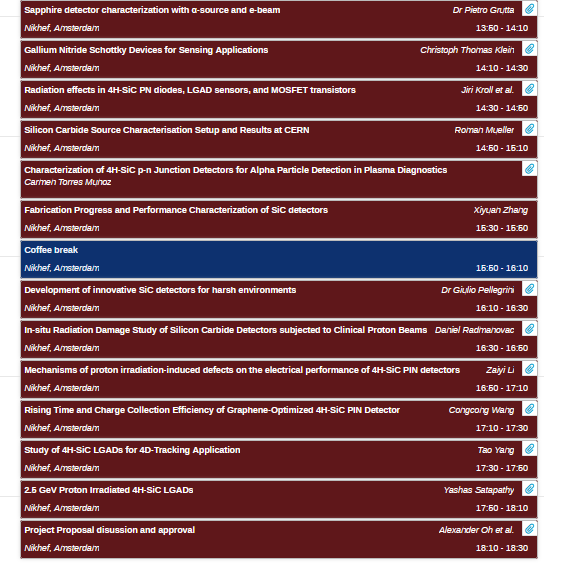 Sapphire detector characterization with α-source and e-beam Dr Pietro Grutta
Nikhef, Amsterdam 13:50 - 14:10
Gallium Nitride Schottky Devices for Sensing Applications Christoph Thomas Klein
Nikhef, Amsterdam 14:10 - 14:30
Radiation effects in 4H-SiC PN diodes, LGAD sensors, and MOSFET transistors Jiri Kroll et al.
Nikhef, Amsterdam 14:30 - 14:50
Silicon Carbide Source Characterisation Setup and Results at CERN Roman Mueller
Nikhef, Amsterdam 14:50 - 15:10
Characterization of 4H-SiC p-n Junction Detectors for Alpha Particle Detection in Plasma Diagnostics
Carmen Torres Munoz
Fabrication Progress and Performance Characterization of SiC detectors Xiyuan Zhang
Nikhef, Amsterdam 15:30 - 15:50
Coffee break
Nikhef, Amsterdam 15:50 - 16:10
Development of innovative SiC detectors for harsh environments Dr Giulio Pellegrini
Nikhef, Amsterdam 16:10 - 16:30
In-situ Radiation Damage Study of Silicon Carbide Detectors subjected to Clinical Proton Beams Daniel Radmanovac
Nikhef, Amsterdam 16:30 - 16:50
Mechanisms of proton irradiation-induced defects on the electrical performance of 4H-SiC PIN detectors Zaiyi Li
Nikhef, Amsterdam 16:50 - 17:10
Rising Time and Charge Collection Efficiency of Graphene-Optimized 4H-SiC PIN Detector Congcong Wang
Nikhef, Amsterdam 17:10 - 17:30
Study of 4H-SiC LGADs for 4D-Tracking Application Tao Yang
Nikhef, Amsterdam 17:30 - 17:50
2.5 GeV Proton Irradiated 4H-SiC LGADs Yashas Satapathy
Nikhef, Amsterdam 17:50 - 18:10
Project Proposal disussion and approval Alexander Oh et al.
Nikhef, Amsterdam 18:10 - 18:30